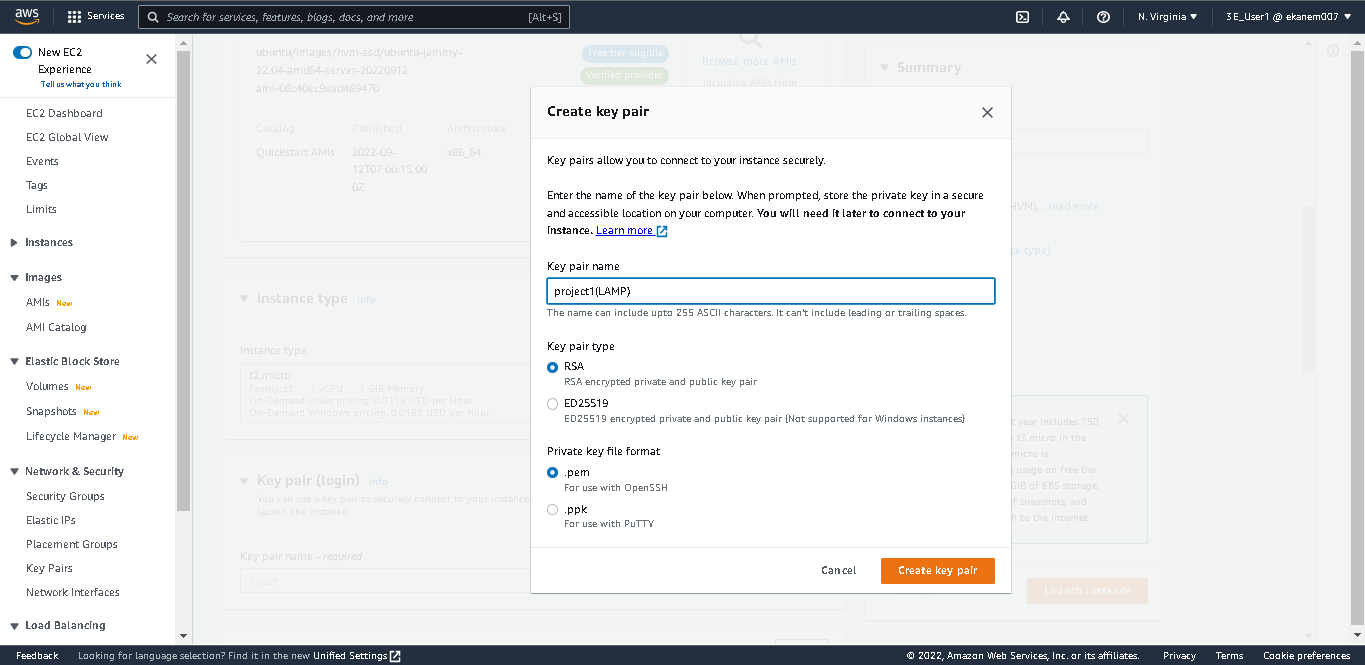 aws
Services
Search for services, features, blogs, docs, and more
[Alt+S]
N. Virginia
3E_User1 @ ekanem007
New EC2
Experience
Tell us what you think
EC2 Dashboard
EC2 Global View
Events
Tags
Limits
Instances
Images
AMIs New
AMI Catalog
Elastic Block Store
Volumes New
Snapshots New
Lifecycle Manager New
Network & Security
Security Groups
Elastic IPs
Placement Groups
Key Pairs
Network Interfaces
Load Balancing
ubuntu/images/hvm-ssd/ubuntu-jammy-
22.04-amd64-server-20220912
Free tier eligible
Verified provider
Browse more AMIs
Including AMIs from
Catalog Published Architecture
Quickstart AMIs 2022-09- x86_64
12T07:00:15.00
0Z
Instance type Info
Instance type
t2.micro
Family: t2 1 vCPU 1 GiB Memory
On-Demand Linux pricing: 0.0116 USD per Hour
On-Demand Windows pricing: 0.0162 USD per Hour
Key pair (login) Info
You can use a key pair to securely connect to your instance
launch the instance.
Key pair name - required
Select
Create key pair
Key pairs allow you to connect to your instance securely.
Enter the name of the key pair below. When prompted, store the private key in a secure
and accessible location on your computer. You will need it later to connect to your
instance. Learn more
Key pair name
project1(LAMP)
The name can include upto 255 ASCII characters. It can't include leading or trailing spaces.
Key pair type
RSA
RSA encrypted private and public key pair
ED25519
ED25519 encrypted private and public key pair (Not supported for Windows instances)
Private key file format
.pem
For use with OpenSSH
.ppk
For use with PuTTY
Cancel
Create key pair
Summary
HVM), ...read more
type)
year includes 750
t3.micro in the
micro is
usage on free tier
GiB of EBS storage,
snapshots, and
to the internet.
Launch instance
Feedback
Looking for language selection? Find it in the new Unified Settings
© 2022, Amazon Web Services, Inc. or its affiliates.
Privacy
Terms
Cookie preferences